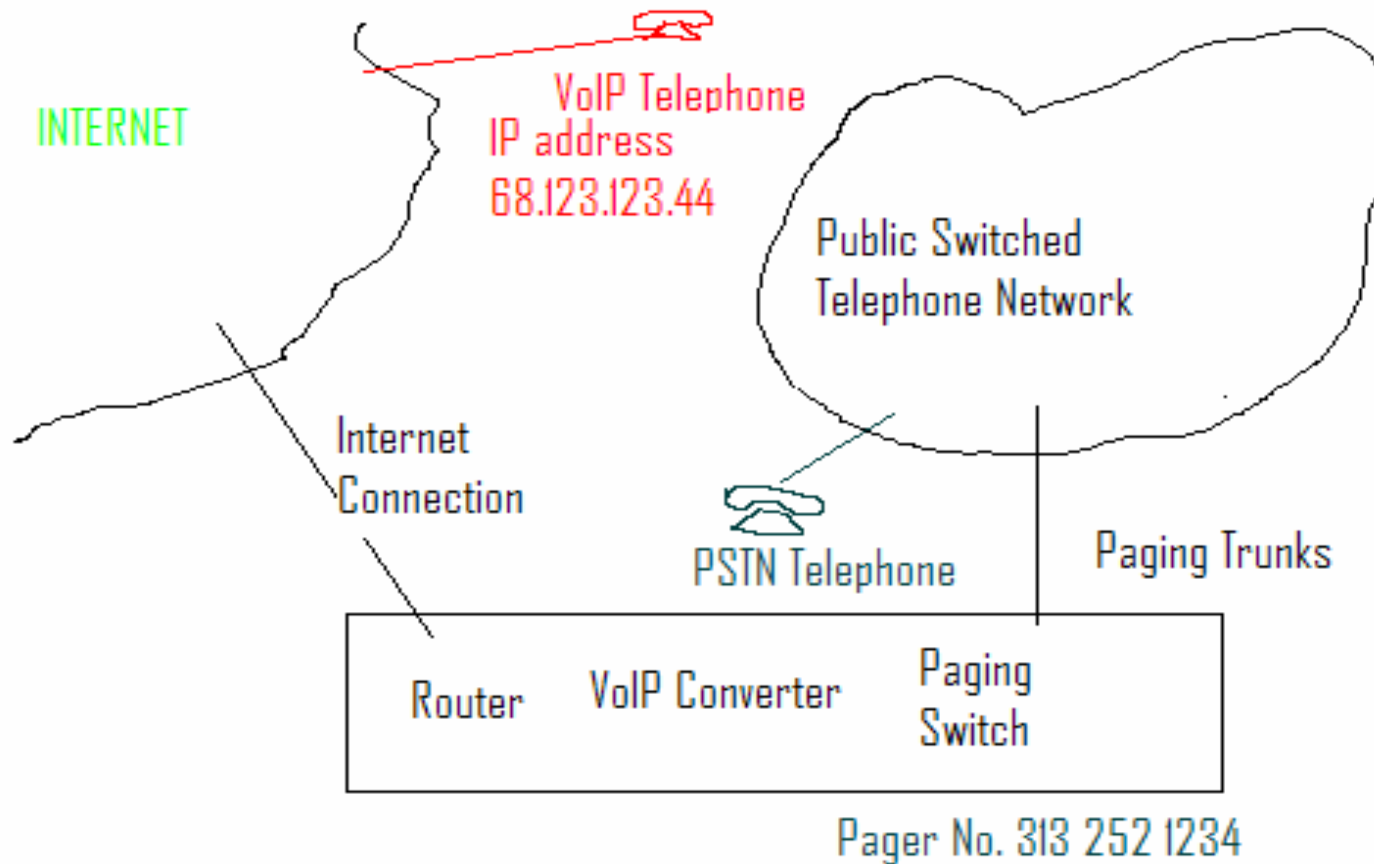 VoIP Telephone
INTERNET
IP address
68.123.123.44
Public Switched
Telephone Network
Internet
Connection
PSTN Telephone
Paging Trunks
Router
VoIP Converter
Paging
Switch
Pager No. 313 252 1234